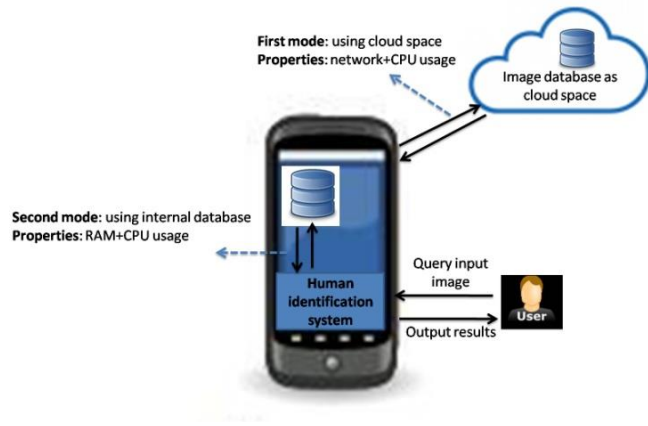 First mode: using cloud space
Properties: network+CPU usage
Image database as
cloud space
Second mode: using internal database
Properties: RAM+CPU usage
Human
identification
system
Query input
image
User
Output results